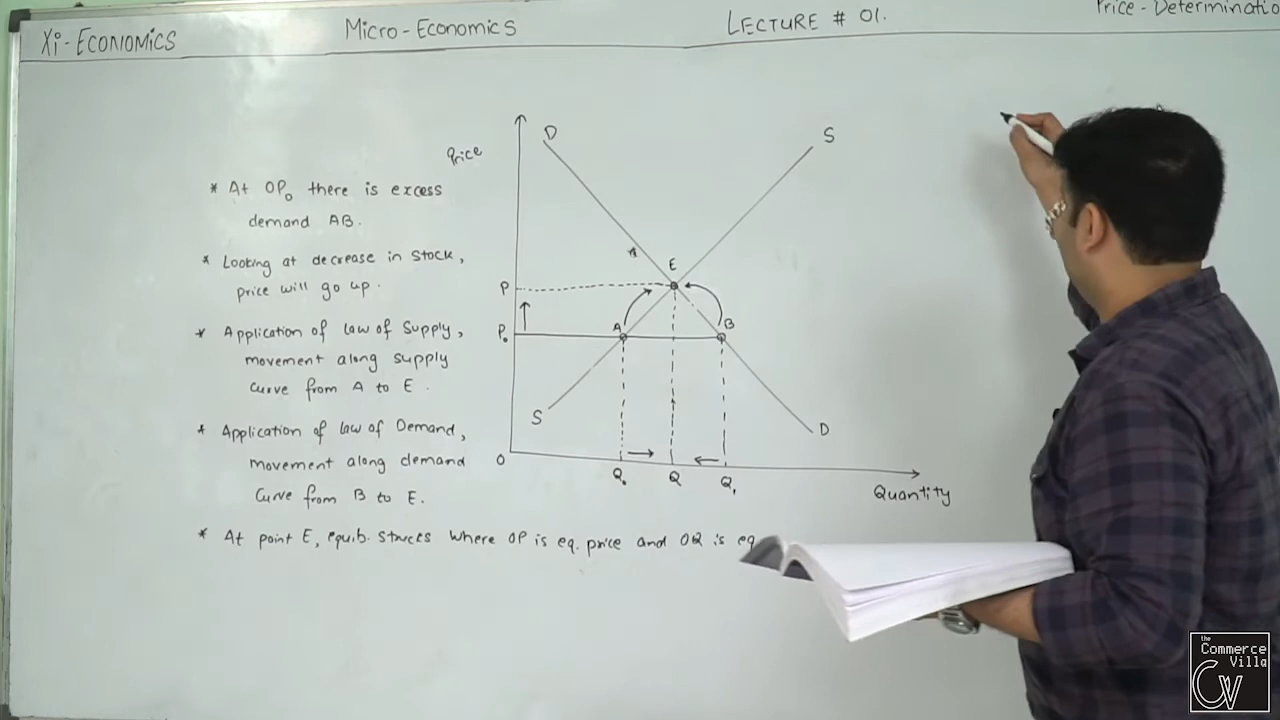 Xi-ECONOMICS
MICRO-ECONOMICS
LECTURE # 01.
Price-Determinatio
* At OP₀ there is excess
demand AB.
* Looking at decrease in stock,
price will go up.
* Application of law of supply,
movement along supply
curve from A to E.
* Application of law of Demand,
movement along demand
curve from B to E.
* At point E, equib. struces where OP is eq. price and OQ is eq
Price
D
S
E
P
P₀
A
B
S
D
O
Q₀
Q
Q₁
Quantity
the
Commerce
Villa
CV